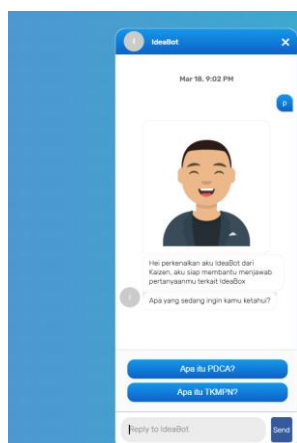 IdeaBot
Mar 18, 9:02 PM
p
Hei perkenalkan aku IdeaBot dari
Kaizen, aku siap membantu menjawab
pertanyaanmu terkait IdeaBox
Apa yang sedang ingin kamu ketahui?
Apa itu PDCA?
Apa itu TKMPN?
Reply to IdeaBot
Send